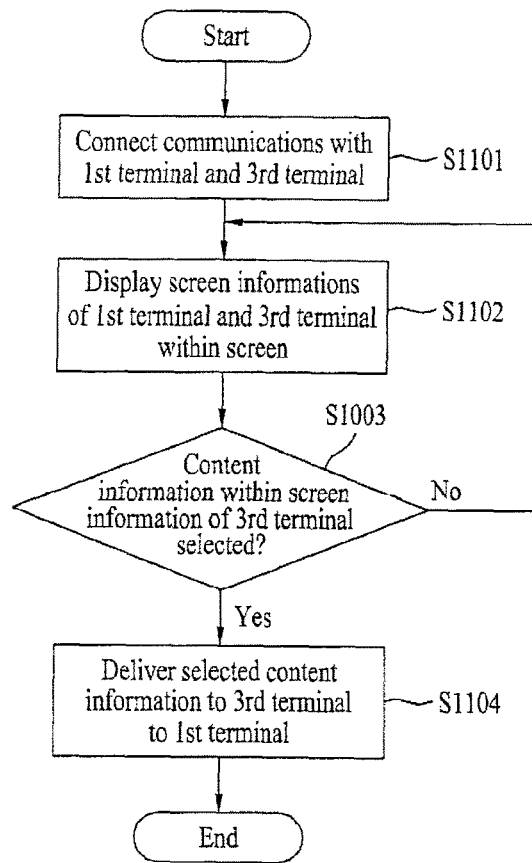 Start
Connect communications with
1st terminal and 3rd terminal
S1101
Display screen informations
of 1st terminal and 3rd terminal
within screen
S1102
S1003
Content
information within screen
information of 3rd terminal
selected?
No
Yes
Deliver selected content
information to 3rd terminal
to 1st terminal
S1104
End